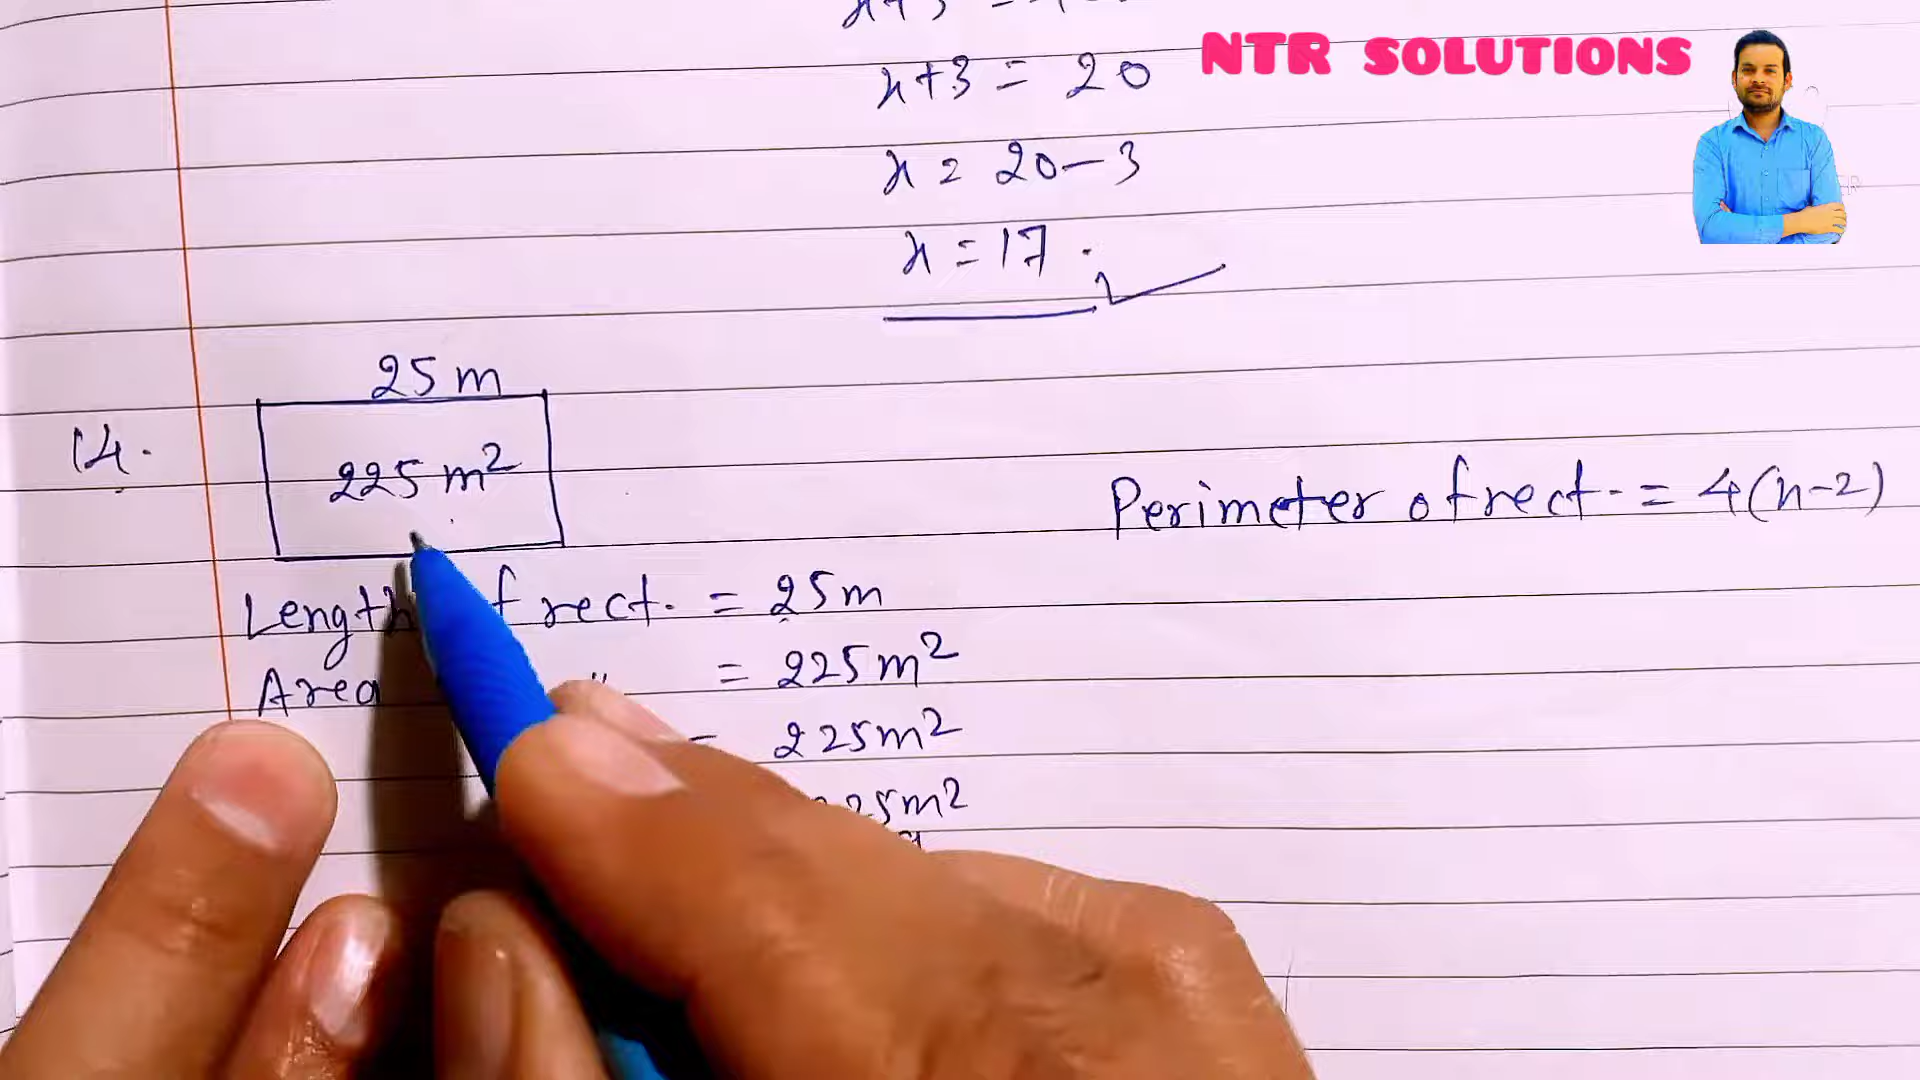 NTR SOLUTIONS
x+3 = 20
x = 20-3
x = 17.
14.
25 m
225 m²
Perimeter of rect. = 4(n-2)
Length of rect. = 25m
Area " = 225m²
= 225m²
25m²